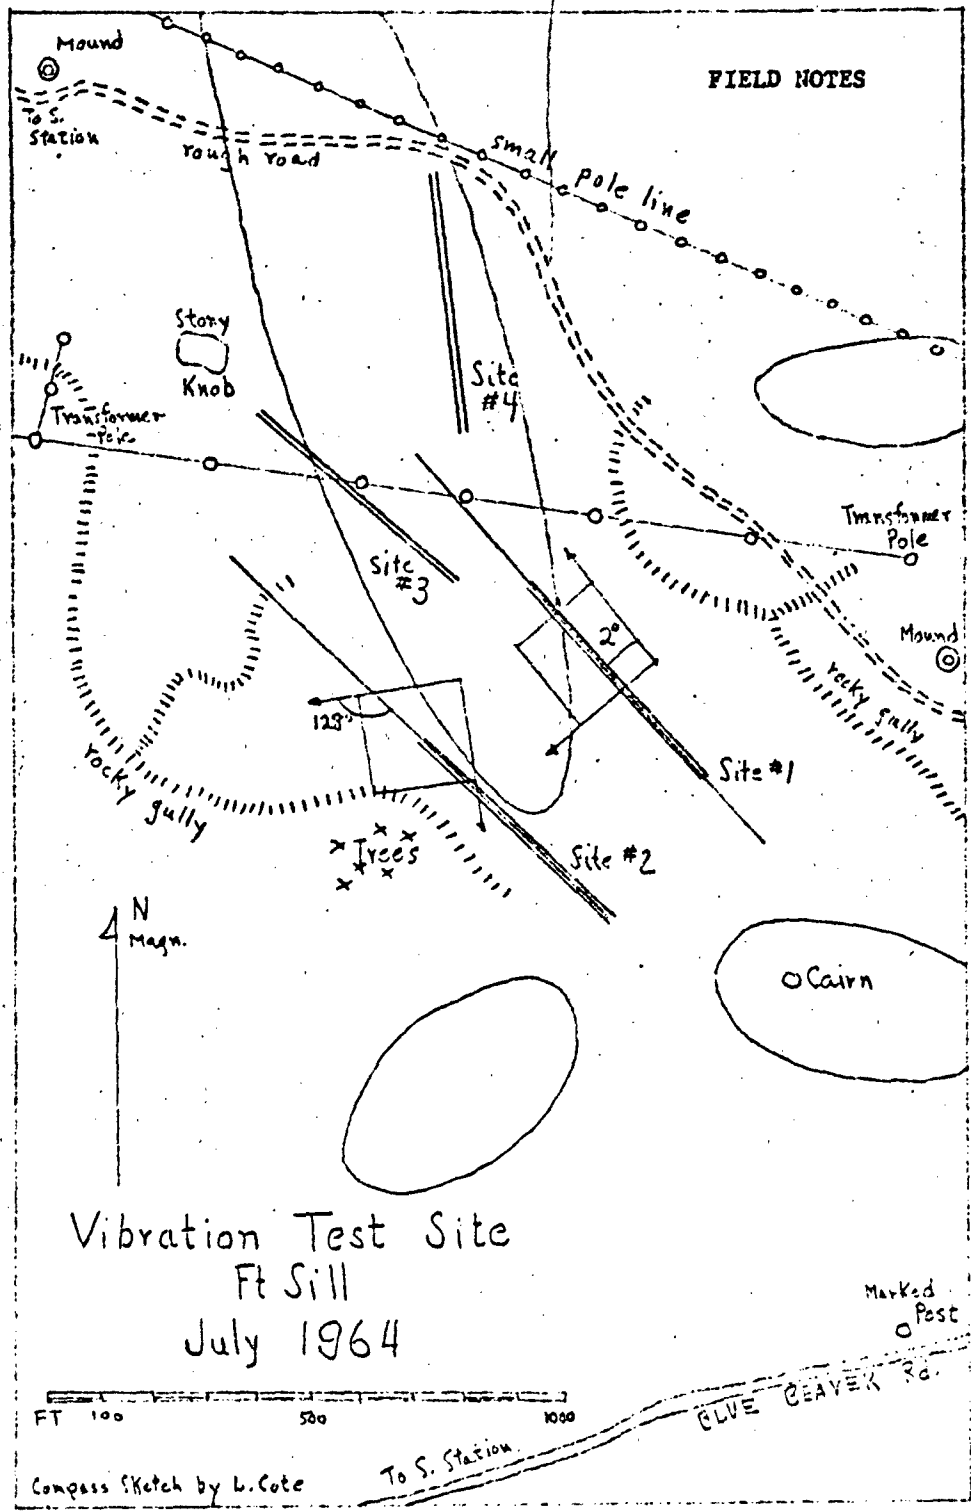 FIELD NOTES
Mound
To S.
Station
rough road
small pole line
Stony
Knob
Site
#4
Transformer
Pole
Transformer
Pole
Site
#3
2°
Mound
128°
rocky gully
rocky gully
Site #1
Trees
Site #2
N
Magn.
Cairn
Vibration Test Site
Ft Sill
July 1964
Marked
Post
FT 100 500 1000
BLUE BEAVER Rd.
To S. Station
Compass Sketch by L. Cote